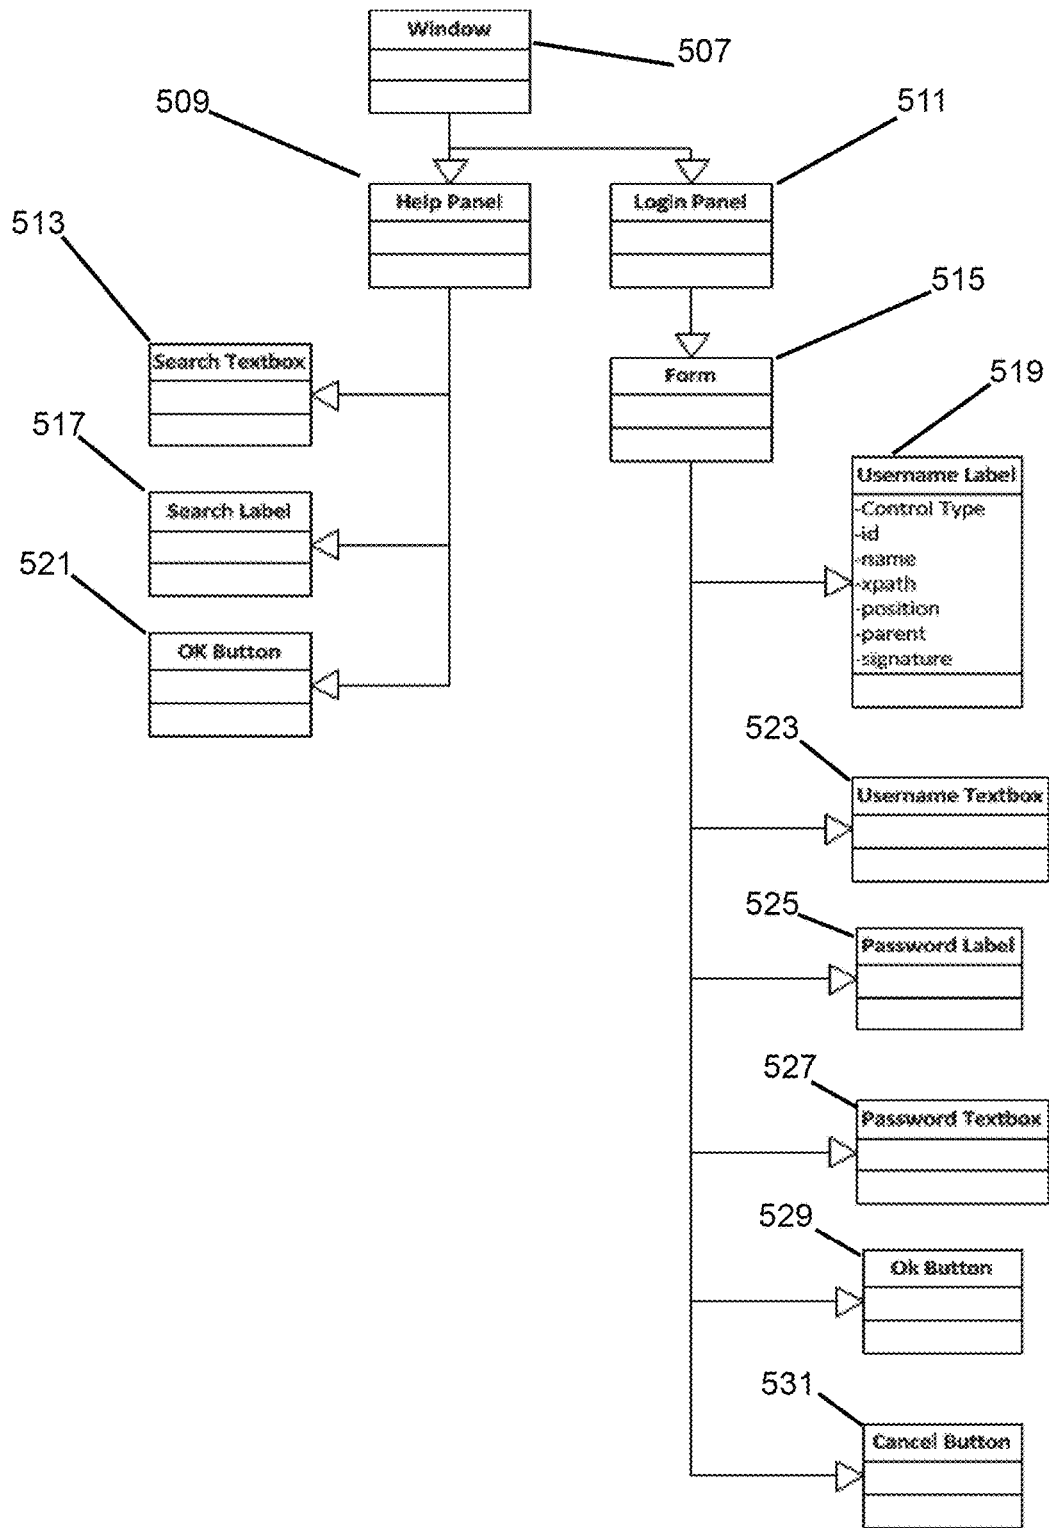 Window
507
509
511
Help Panel
Login Panel
513
515
Search Textbox
Form
519
517
Username Label
-Control Type
-id
-name
-xpath
-position
-parent
-signature
Search Label
521
OK Button
523
Username Textbox
525
Password Label
527
Password Textbox
529
Ok Button
531
Cancel Button